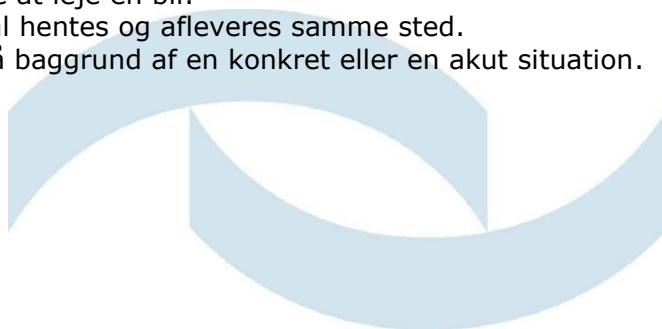 at leje en bil.
l hentes og afleveres samme sted.
baggrund af en konkret eller en akut situation.